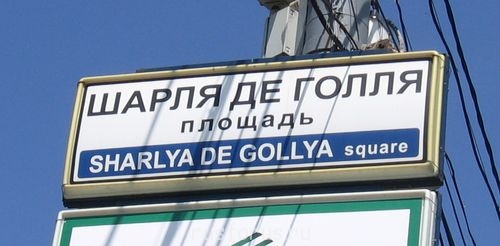 ШАРЛЯ ДЕ ГОЛЛЯ
площадь
SHARLYA DE GOLLYA square